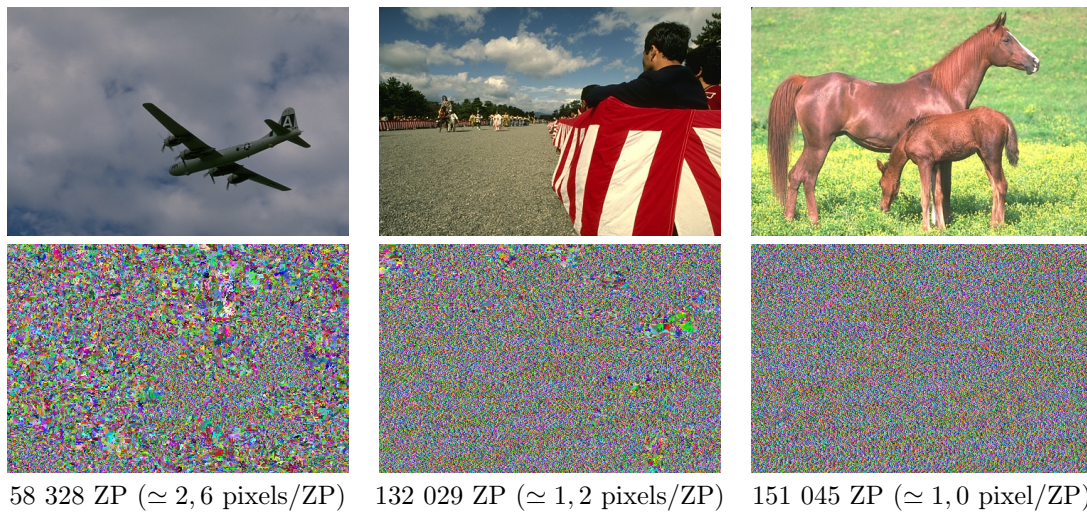 A
58 328 ZP (≃ 2, 6 pixels/ZP)
132 029 ZP (≃ 1, 2 pixels/ZP)
151 045 ZP (≃ 1, 0 pixel/ZP)